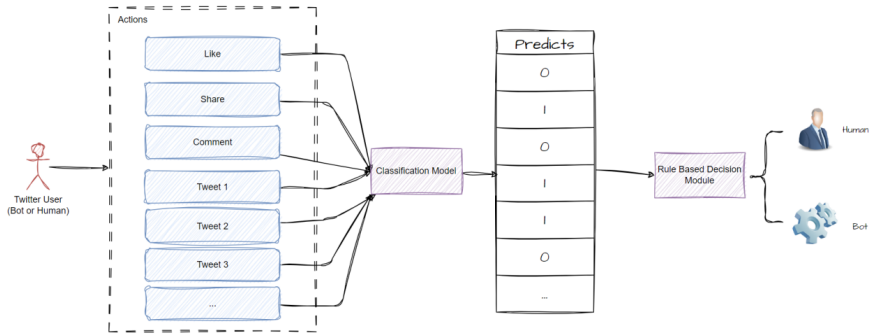 Actions
Like
Share
Comment
Tweet 1
Tweet 2
Tweet 3
...
Twitter User
(Bot or Human)
Classification Model
Predicts
0
1
0
1
1
0
...
Rule Based Decision
Module
Human
Bot